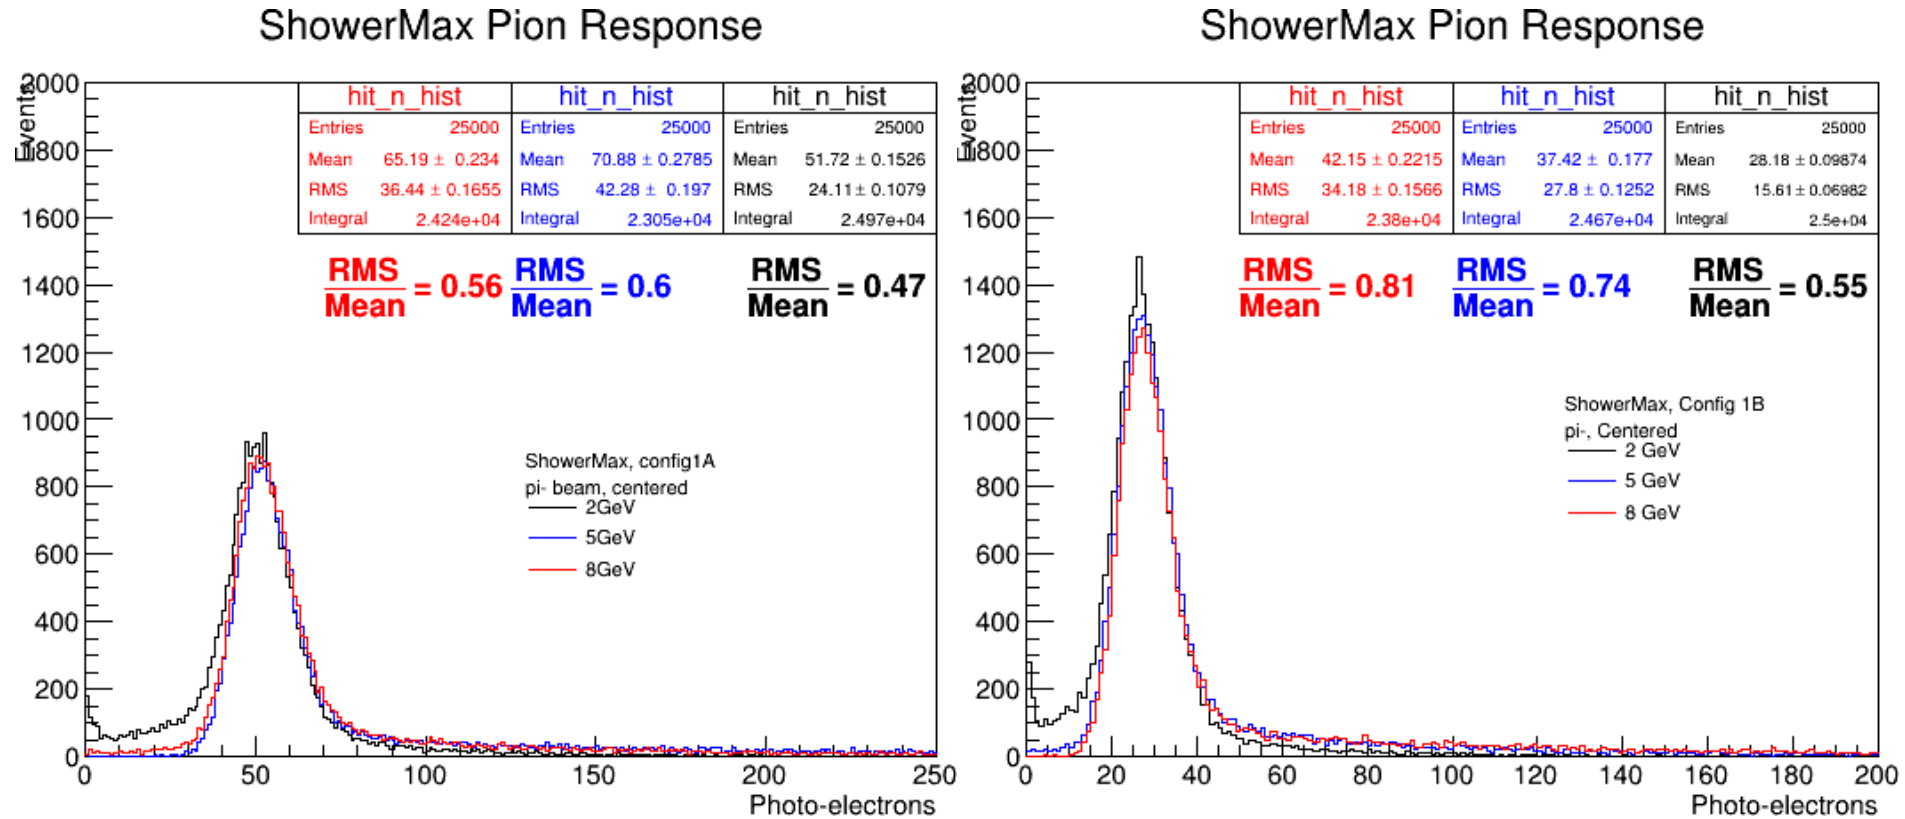 ShowerMax Pion Response
Events
2000
1800
1600
1400
1200
1000
800
600
400
200
0
hit_n_hist hit_n_hist hit_n_hist
Entries 25000 Entries 25000 Entries 25000
Mean 65.19 ± 0.234 Mean 70.88 ± 0.2785 Mean 51.72 ± 0.1526
RMS 36.44 ± 0.1655 RMS 42.28 ± 0.197 RMS 24.11 ± 0.1079
Integral 2.424e+04 Integral 2.305e+04 Integral 2.497e+04
RMS
Mean = 0.56
RMS
Mean = 0.6
RMS
Mean = 0.47
ShowerMax, config1A
pi- beam, centered
2GeV
5GeV
8GeV
0 50 100 150 200 250
Photo-electrons
ShowerMax Pion Response
Events
2000
1800
1600
1400
1200
1000
800
600
400
200
0
hit_n_hist hit_n_hist hit_n_hist
Entries 25000 Entries 25000 Entries 25000
Mean 42.15 ± 0.2215 Mean 37.42 ± 0.177 Mean 28.18 ± 0.09874
RMS 34.18 ± 0.1566 RMS 27.8 ± 0.1252 RMS 15.61 ± 0.06982
Integral 2.38e+04 Integral 2.467e+04 Integral 2.5e+04
RMS
Mean = 0.81
RMS
Mean = 0.74
RMS
Mean = 0.55
ShowerMax, Config 1B
pi-, Centered
2 GeV
5 GeV
8 GeV
0 20 40 60 80 100 120 140 160 180 200
Photo-electrons